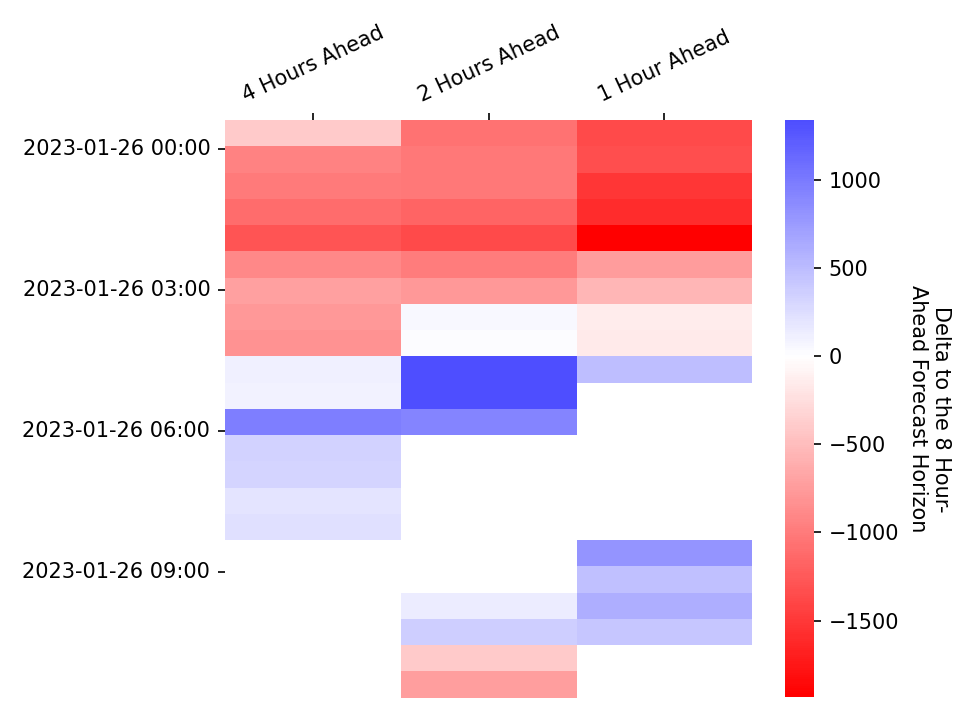 4 Hours Ahead
2 Hours Ahead
1 Hour Ahead
2023-01-26 00:00
2023-01-26 03:00
2023-01-26 06:00
2023-01-26 09:00
1000
500
0
−500
−1000
−1500
Delta to the 8 Hour-
Ahead Forecast Horizon